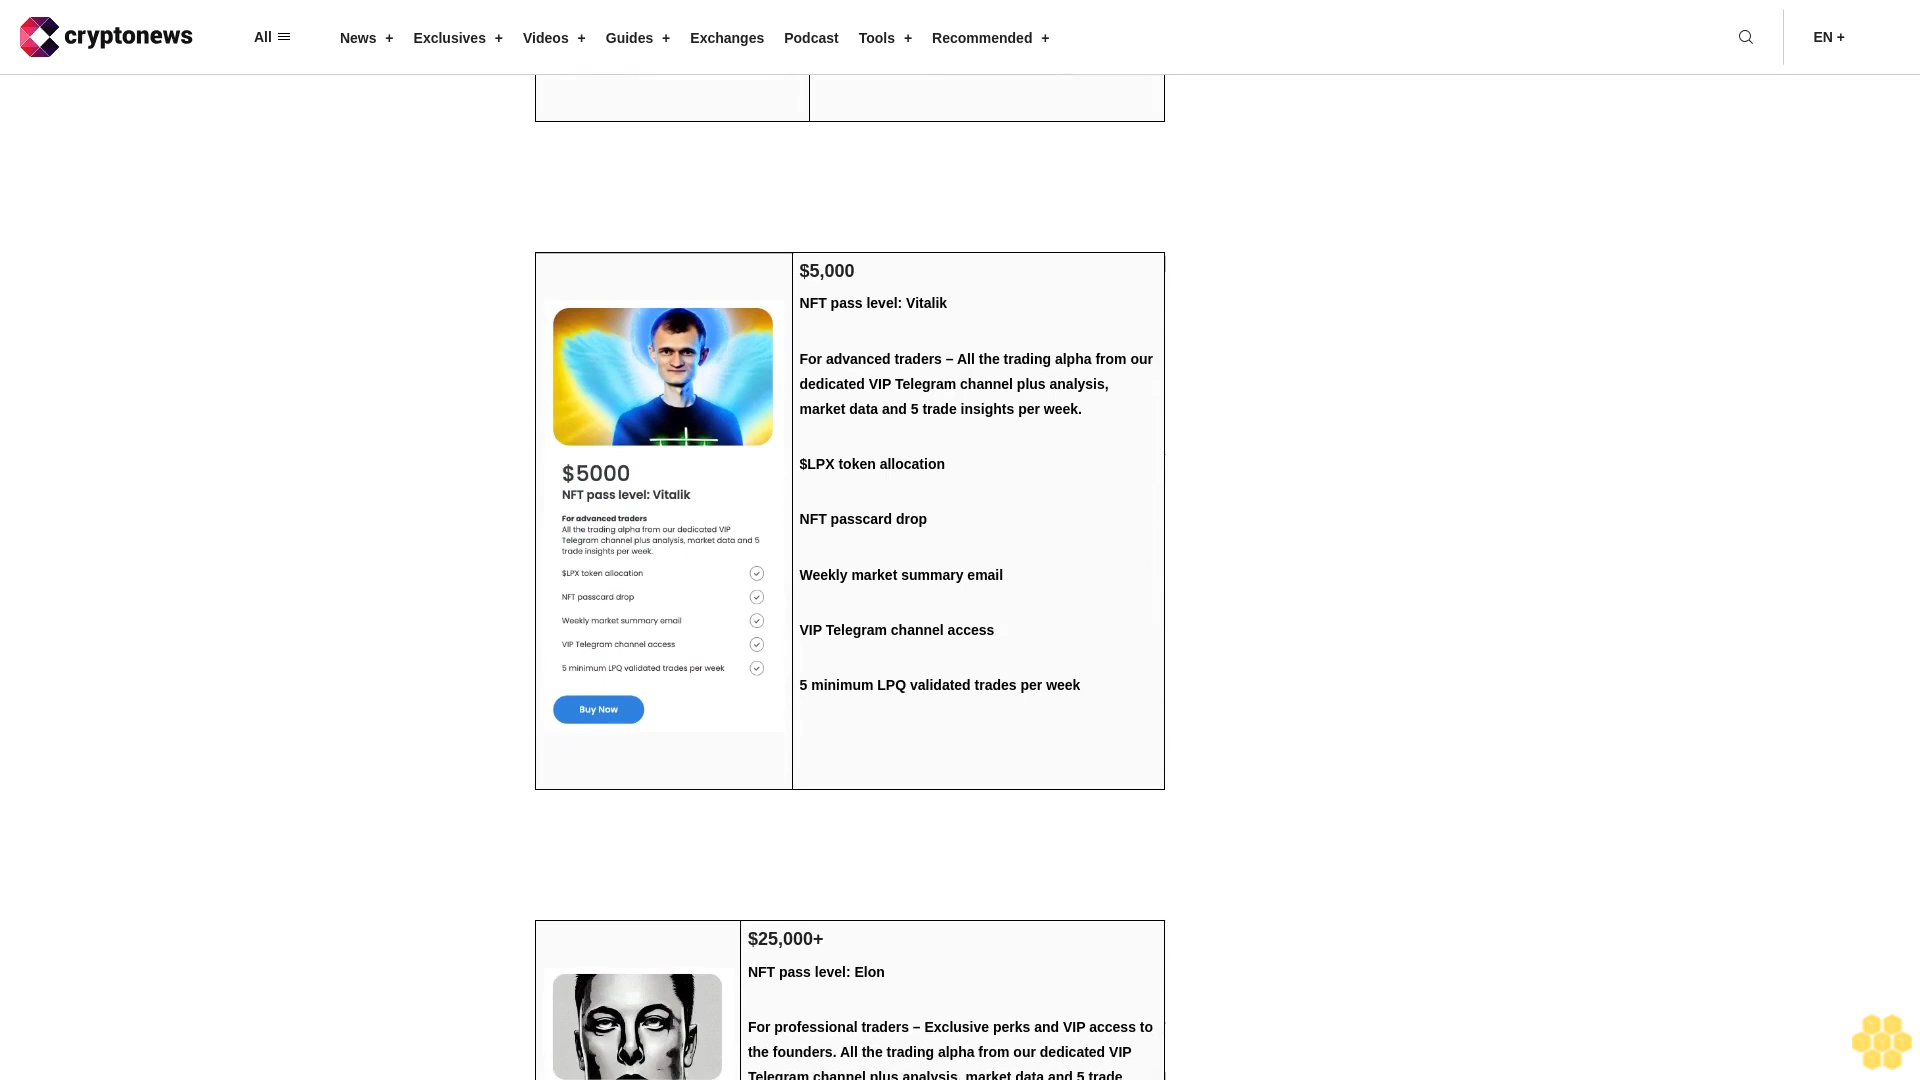 cryptonews
All
News +
Exclusives +
Videos +
Guides +
Exchanges
Podcast
Tools +
Recommended +
EN +
$5000
NFT pass level: Vitalik
For advanced traders
All the trading alpha from our dedicated VIP
Telegram channel plus analysis, market data and 5
trade insights per week.
$LPX token allocation
NFT passcard drop
Weekly market summary email
VIP Telegram channel access
5 minimum LPQ validated trades per week
Buy Now
$5,000
NFT pass level: Vitalik
For advanced traders – All the trading alpha from our
dedicated VIP Telegram channel plus analysis,
market data and 5 trade insights per week.
$LPX token allocation
NFT passcard drop
Weekly market summary email
VIP Telegram channel access
5 minimum LPQ validated trades per week
$25,000+
NFT pass level: Elon
For professional traders – Exclusive perks and VIP access to
the founders. All the trading alpha from our dedicated VIP
Telegram channel plus analysis, market data and 5 trade